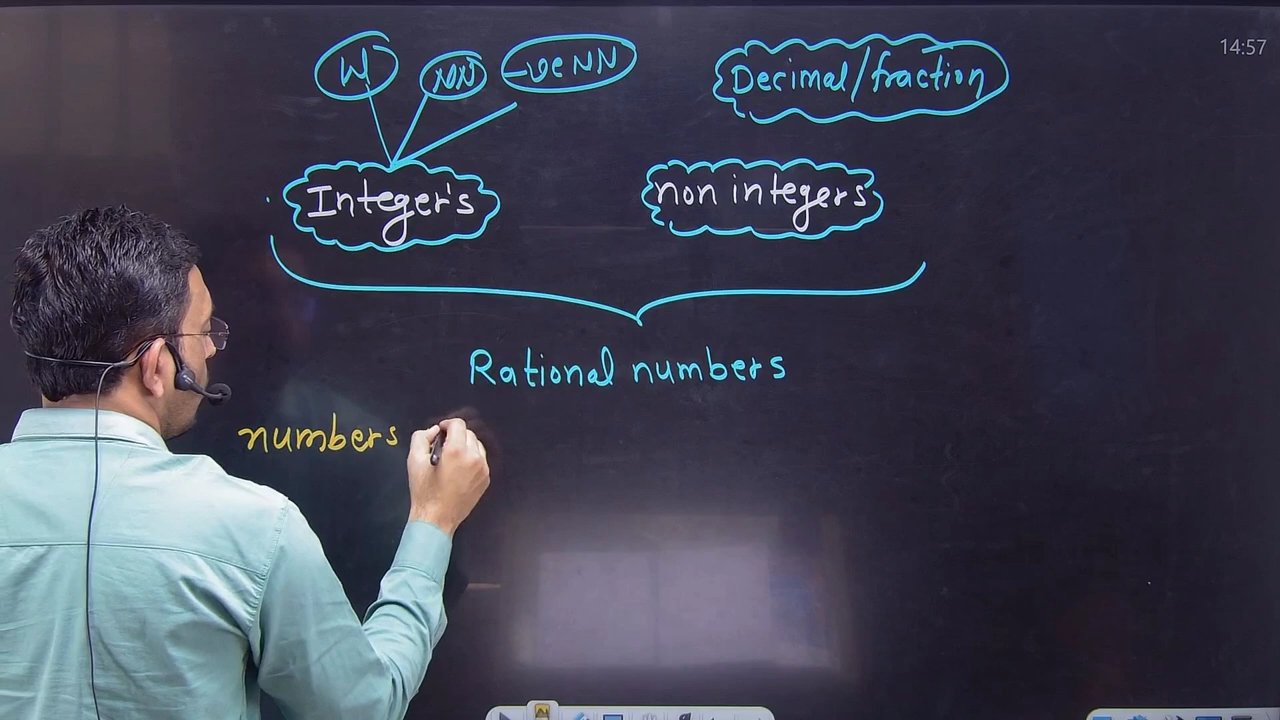 W NN -ve NN Decimal/fraction 14:57
Integer's non integers
Rational numbers
numbers